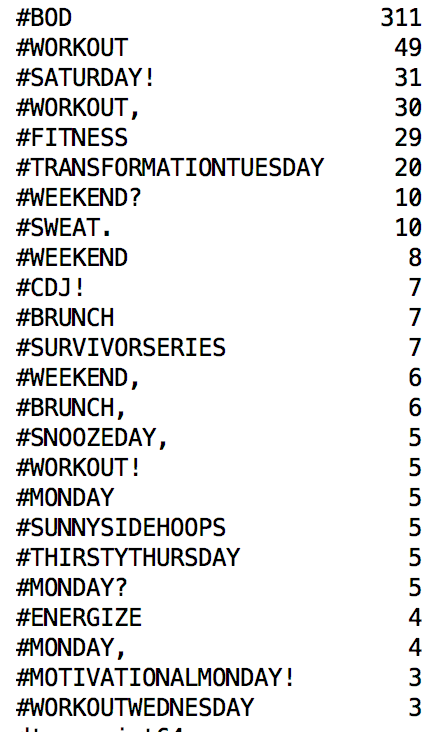 #BOD 311
#WORKOUT 49
#SATURDAY! 31
#WORKOUT, 30
#FITNESS 29
#TRANSFORMATIONTUESDAY 20
#WEEKEND? 10
#SWEAT. 10
#WEEKEND 8
#CDJ! 7
#BRUNCH 7
#SURVIVORSERIES 7
#WEEKEND, 6
#BRUNCH, 6
#SNOOZEDAY, 5
#WORKOUT! 5
#MONDAY 5
#SUNNYSIDEHOOPS 5
#THIRSTYTHURSDAY 5
#MONDAY? 5
#ENERGIZE 4
#MONDAY, 4
#MOTIVATIONALMONDAY! 3
#WORKOUTWEDNESDAY 3